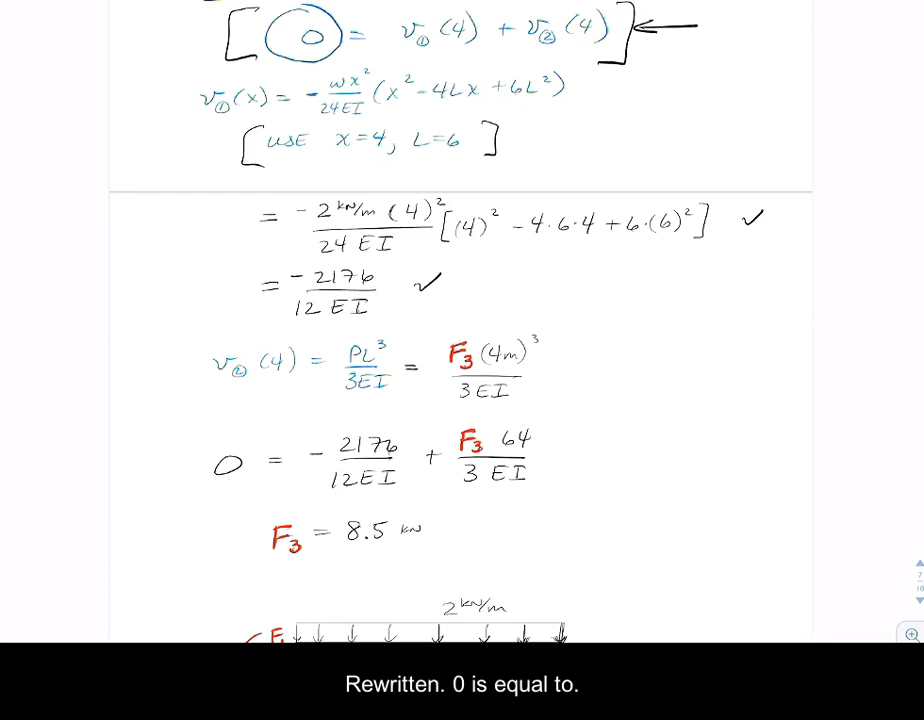 [ 0 = v①(4) + v②(4) ] ←
v①(x) = - wx²/24EI (x² - 4Lx + 6L²)
[ USE x=4, L=6 ]
= -2 kN/m (4)²/24 EI [(4)² - 4·6·4 + 6·(6)²] ✓
= -2176/12 EI ✓
v②(4) = PL³/3EI = F₃(4m)³/3EI
0 = - 2176/12EI + F₃ 64/3 EI
F₃ = 8.5 kN
2 kN/m
F
7
10
Rewritten. 0 is equal to.